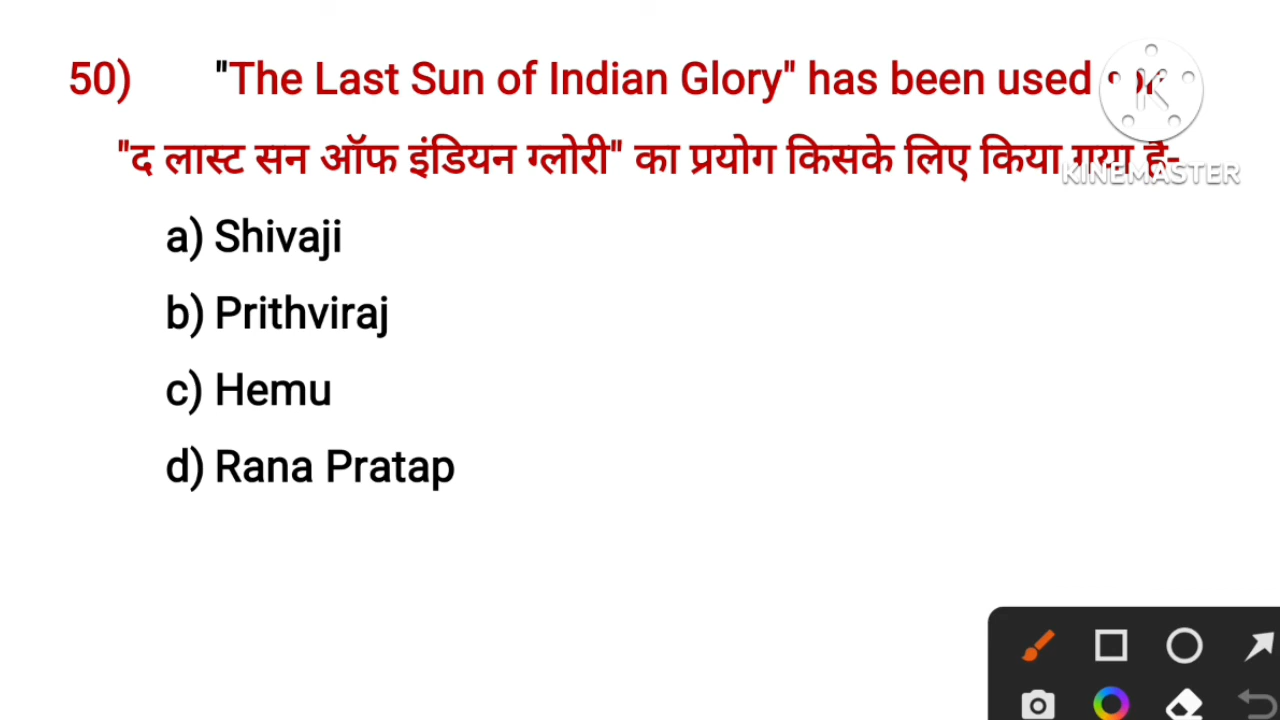 50) "The Last Sun of Indian Glory" has been used for
"द लास्ट सन ऑफ इंडियन ग्लोरी" का प्रयोग किसके लिए किया गया है-
KINEMASTER
a) Shivaji
b) Prithviraj
c) Hemu
d) Rana Pratap